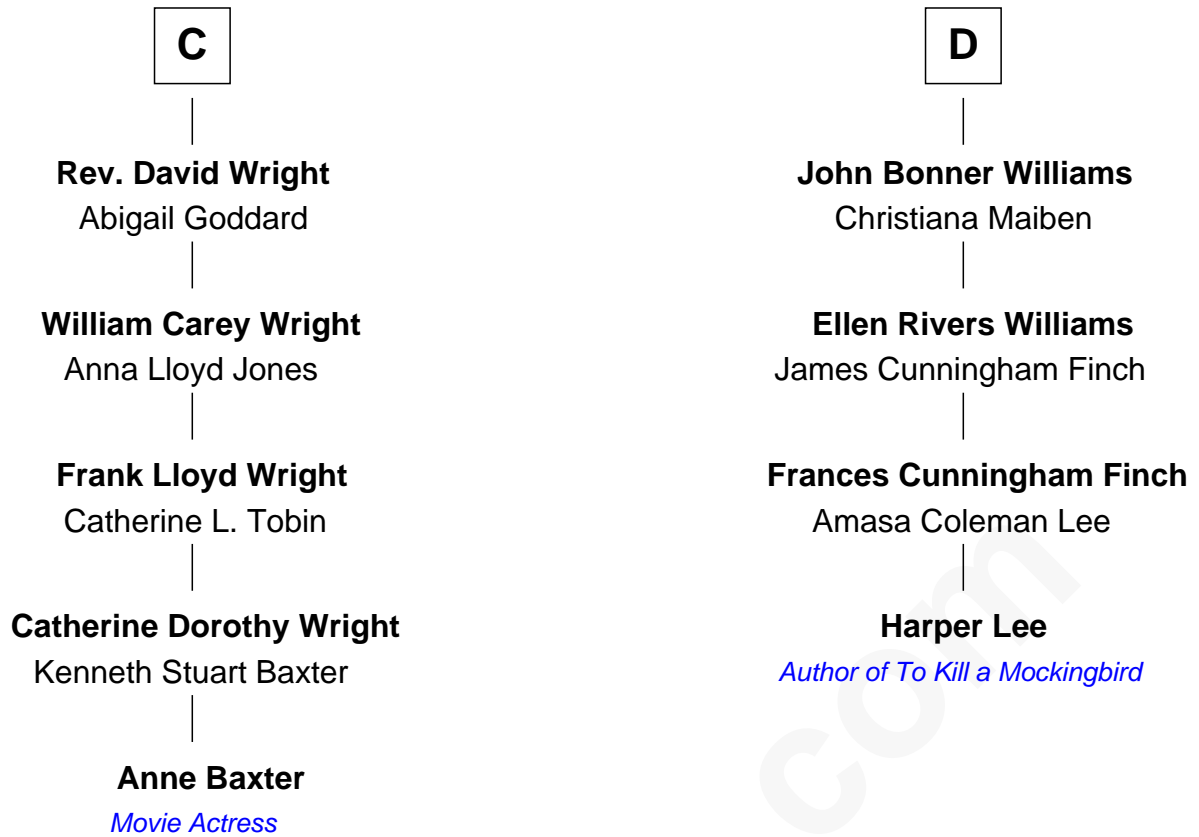 C
Rev. David Wright
Abigail Goddard
William Carey Wright
Anna Lloyd Jones
Frank Lloyd Wright
Catherine L. Tobin
Catherine Dorothy Wright
Kenneth Stuart Baxter
Anne Baxter
Movie Actress
D
John Bonner Williams
Christiana Maiben
Ellen Rivers Williams
James Cunningham Finch
Frances Cunningham Finch
Amasa Coleman Lee
Harper Lee
Author of To Kill a Mockingbird
com